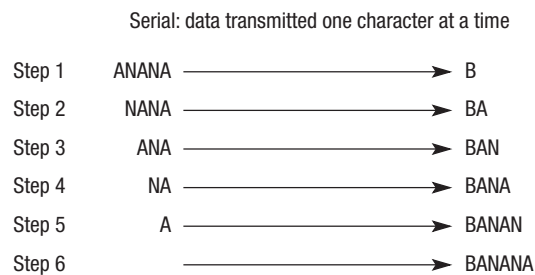 Serial: data transmitted one character at a time
Step 1 ANANA B
Step 2 NANA BA
Step 3 ANA BAN
Step 4 NA BANA
Step 5 A BANAN
Step 6 BANANA